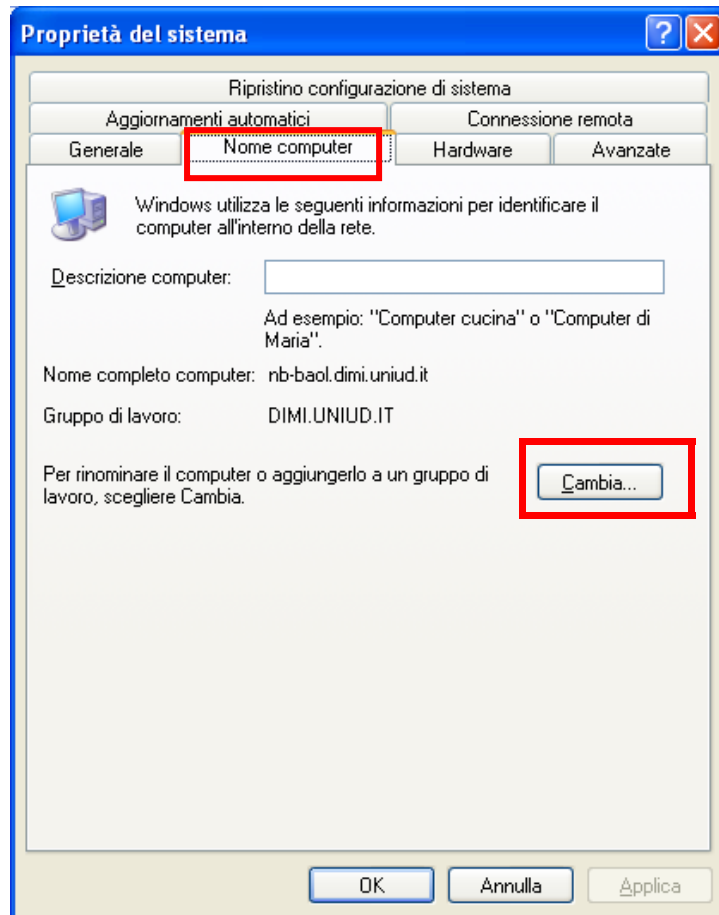 Proprietà del sistema
Ripristino configurazione di sistema
Aggiornamenti automatici
Connessione remota
Generale
Nome computer
Hardware
Avanzate
Windows utilizza le seguenti informazioni per identificare il
computer all'interno della rete.
Descrizione computer:
Ad esempio: "Computer cucina" o "Computer di
Maria".
Nome completo computer: nb-baol.dimi.uniud.it
Gruppo di lavoro: DIMI.UNIUD.IT
Per rinominare il computer o aggiungerlo a un gruppo di
lavoro, scegliere Cambia.
Cambia...
OK
Annulla
Applica